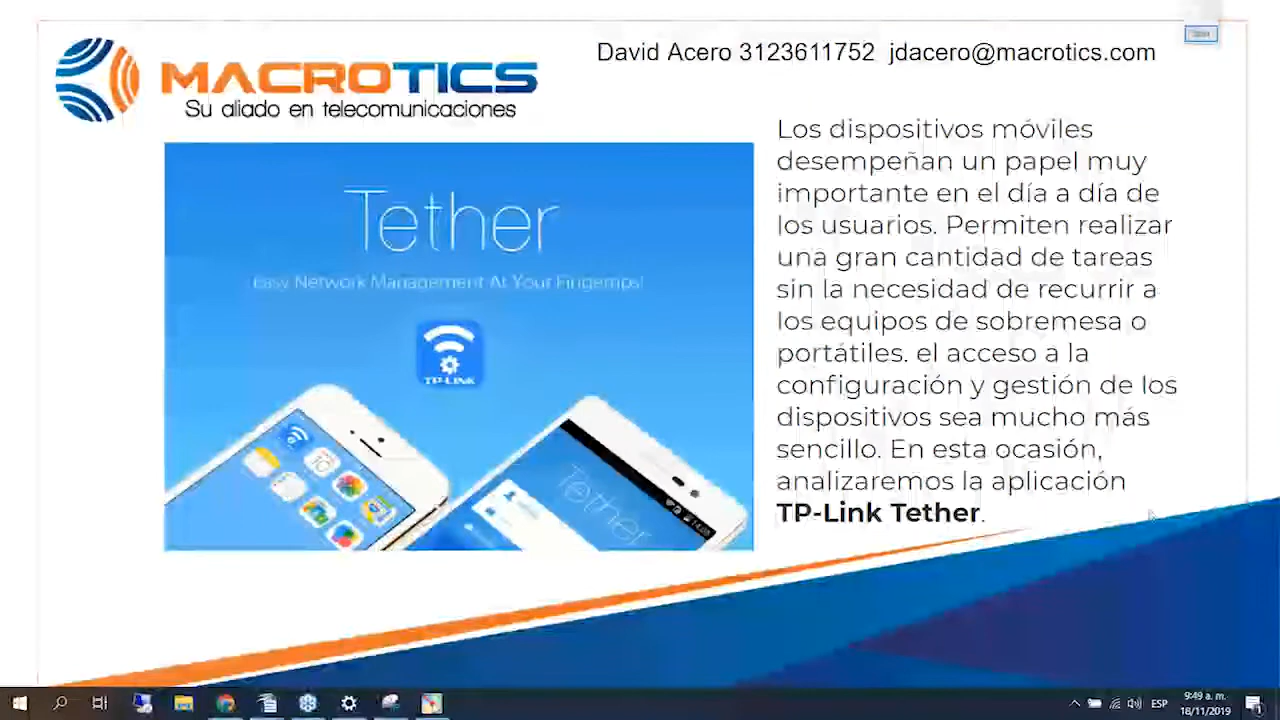 David Acero 3123611752 jdacero@macrotics.com
MACROTICS
Su aliado en telecomunicaciones
Tether
Easy Network Management At Your Fingertips!
TP-LINK
10
Tether
14:05
Los dispositivos móviles
desempeñan un papel muy
importante en el día a día de
los usuarios. Permiten realizar
una gran cantidad de tareas
sin la necesidad de recurrir a
los equipos de sobremesa o
portátiles. el acceso a la
configuración y gestión de los
dispositivos sea mucho más
sencillo. En esta ocasión,
analizaremos la aplicación
TP-Link Tether.
ESP
9:49 a. m.
18/11/2019